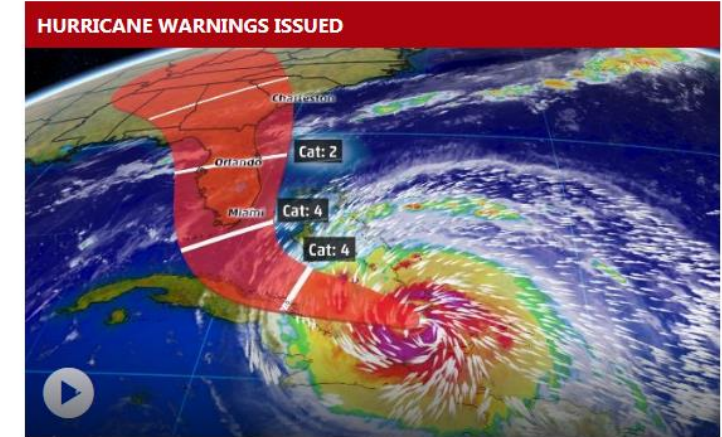 HURRICANE WARNINGS ISSUED
Charleston
Orlando
Cat: 2
Miami
Cat: 4
Cat: 4